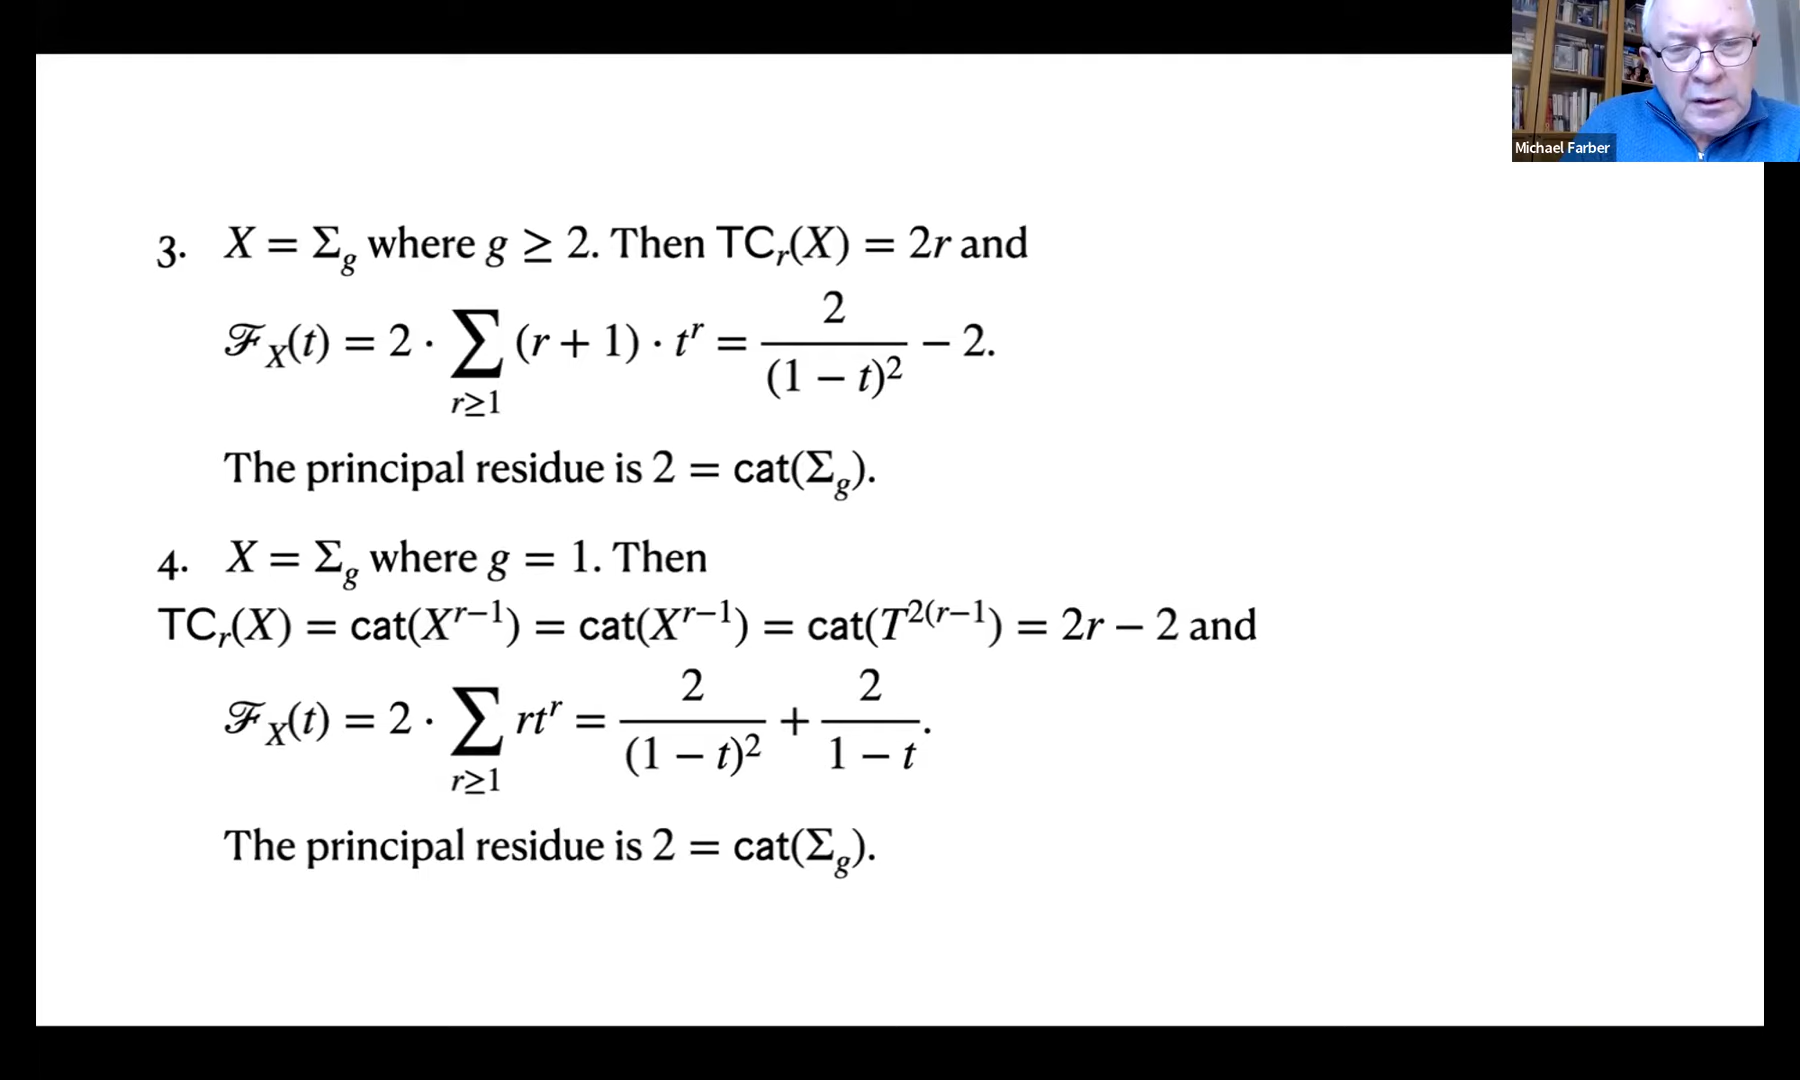 Michael Farber
3. X = Σ_g where g ≥ 2. Then TC_r(X) = 2r and
ℱ_X(t) = 2 · ∑_{r≥1} (r + 1) · t^r = 2/(1 − t)^2 − 2.
The principal residue is 2 = cat(Σ_g).
4. X = Σ_g where g = 1. Then
TC_r(X) = cat(X^{r−1}) = cat(X^{r−1}) = cat(T^{2(r−1}) = 2r − 2 and
ℱ_X(t) = 2 · ∑_{r≥1} rt^r = 2/(1 − t)^2 + 2/(1 − t).
The principal residue is 2 = cat(Σ_g).